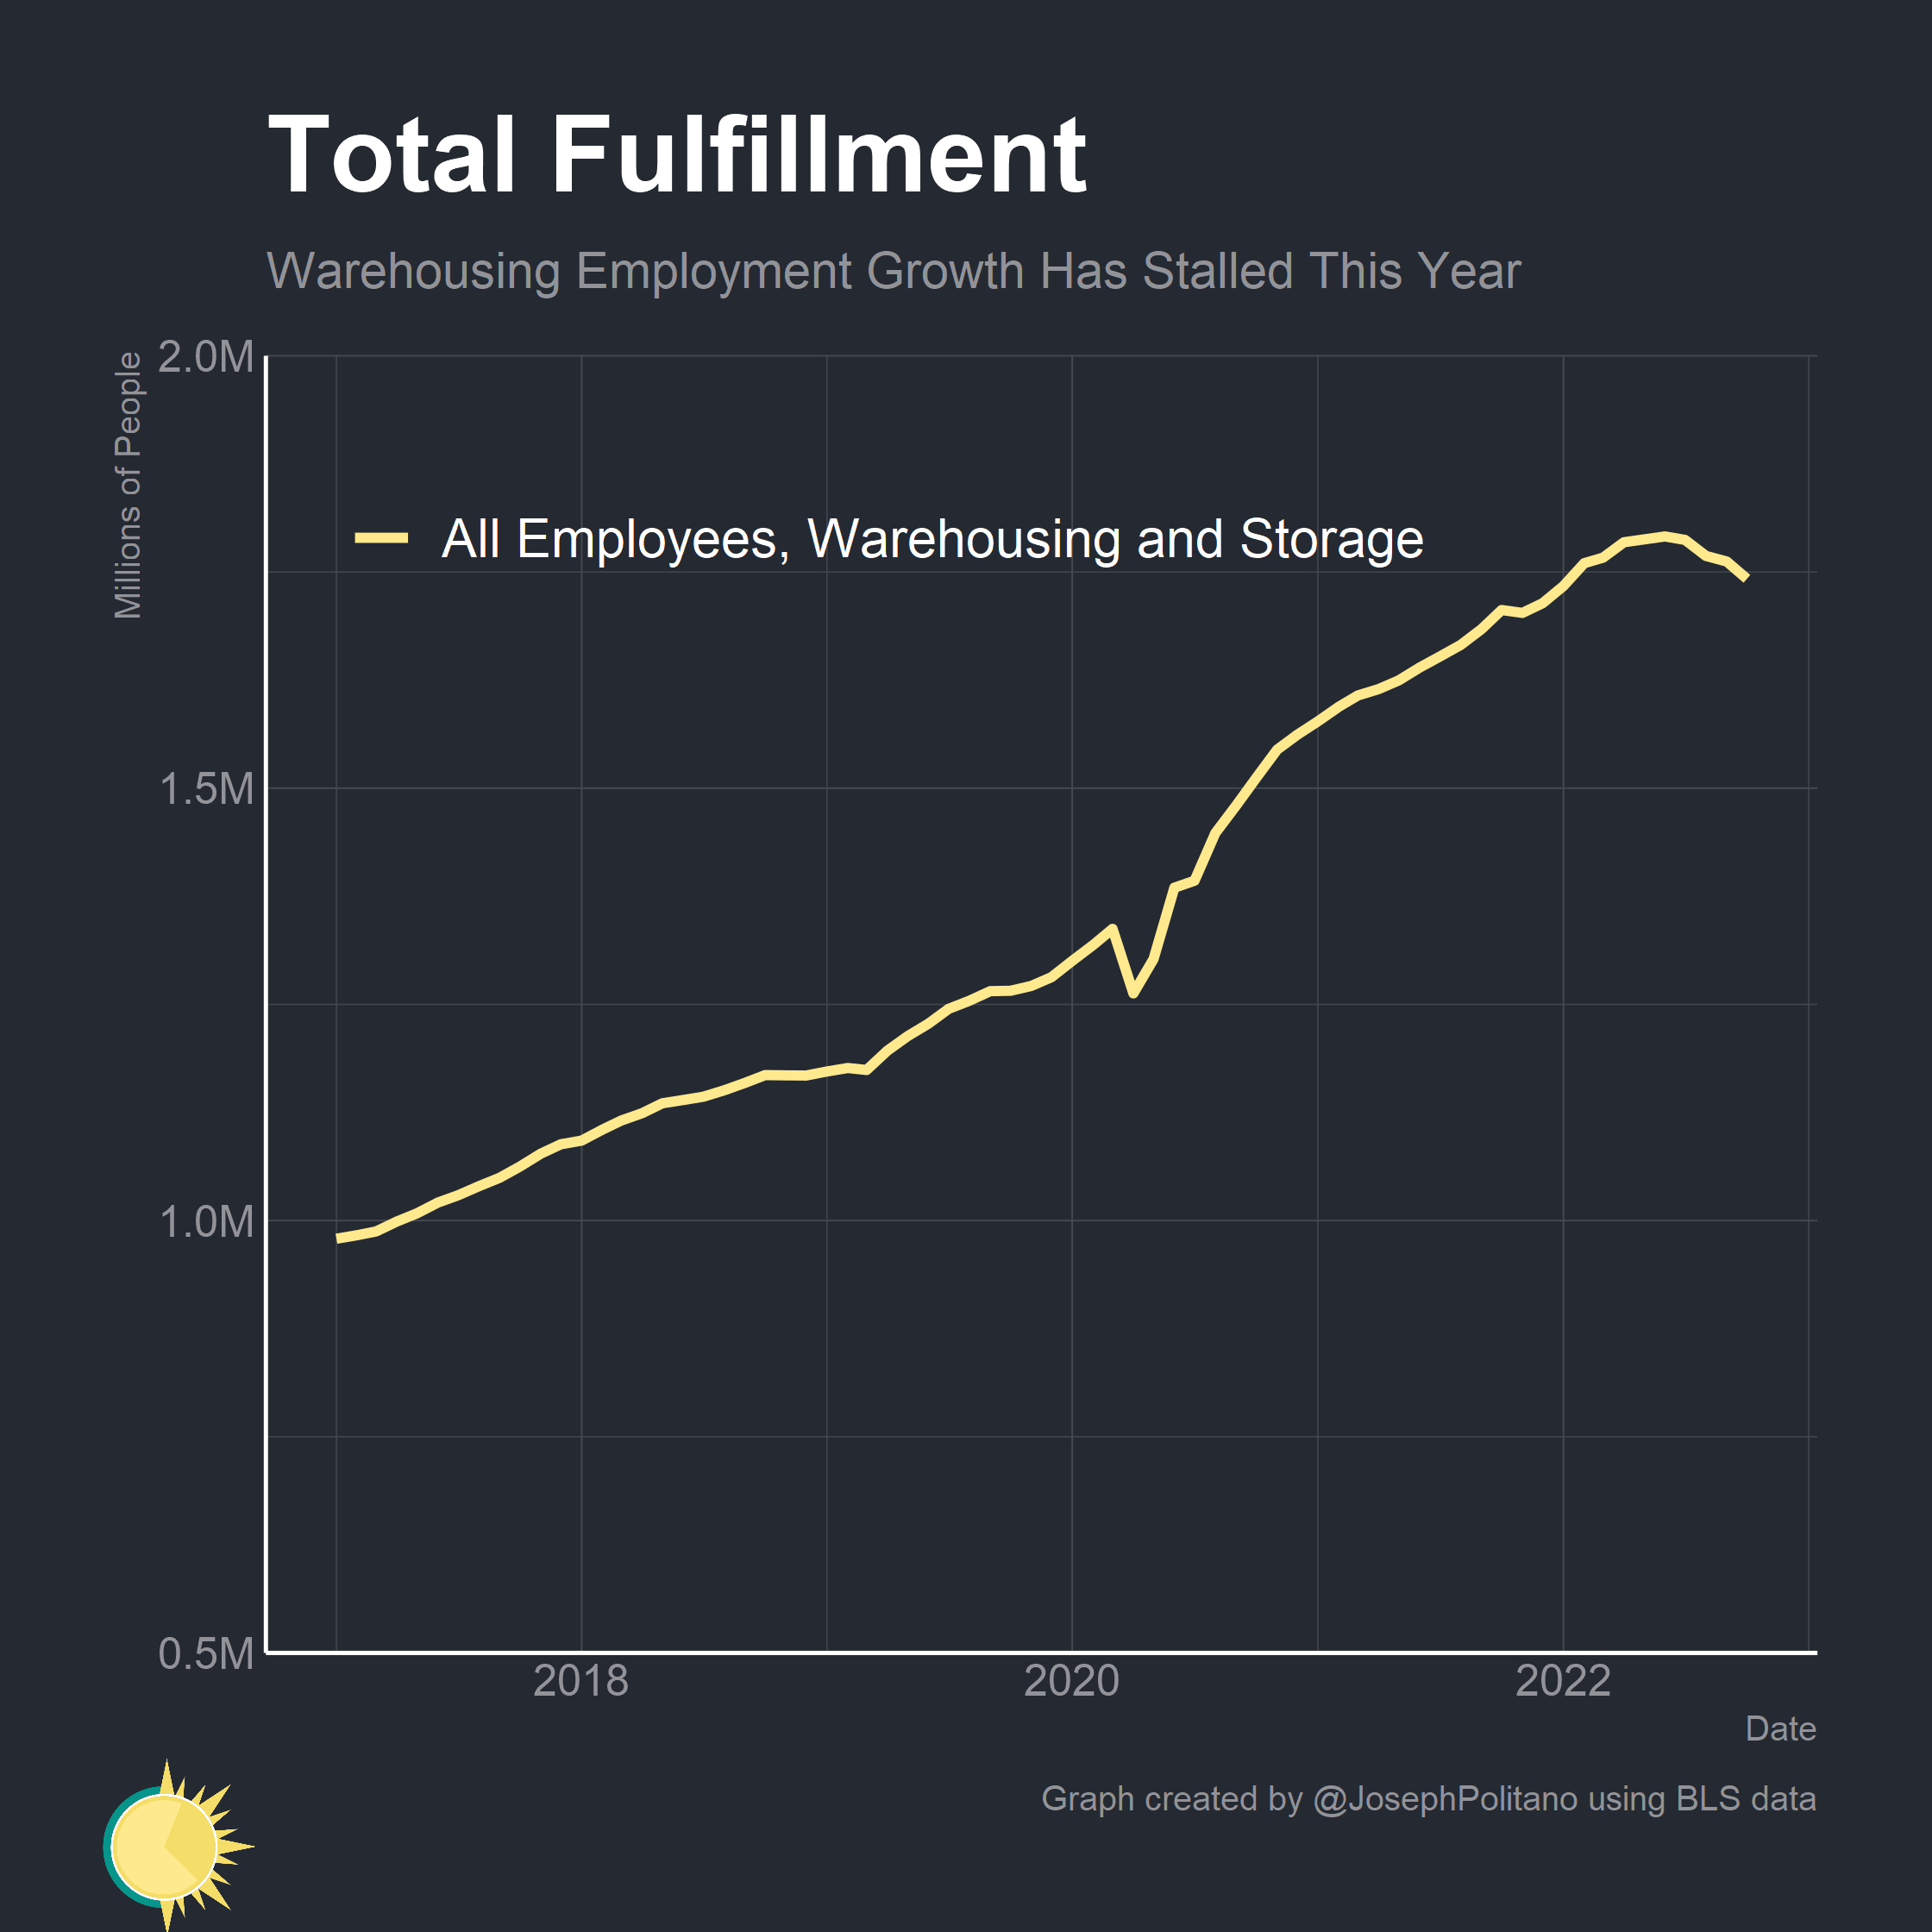 Total Fulfillment
Warehousing Employment Growth Has Stalled This Year
Millions of People
2.0M
All Employees, Warehousing and Storage
1.5M
1.0M
0.5M
2018
2020
2022
Date
Graph created by @JosephPolitano using BLS data